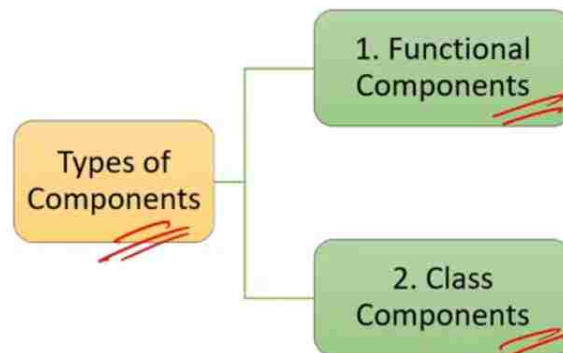 1. Functional
Components
Types of
Components
2. Class
Components